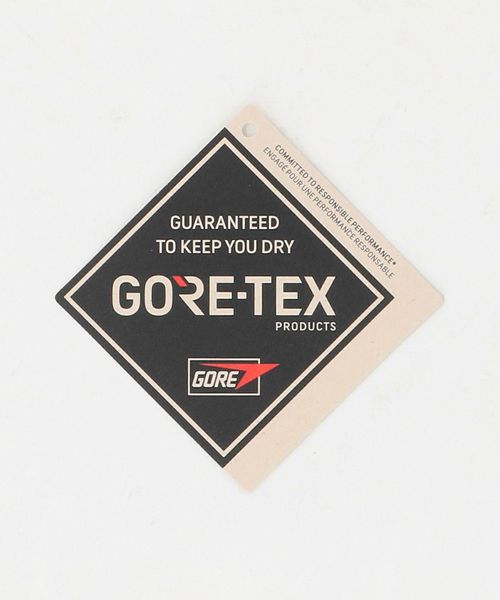 COMMITTED TO RESPONSIBLE PERFORMANCE*
ENGAGÉ POUR UNE PERFORMANCE RESPONSABLE
GUARANTEED
TO KEEP YOU DRY
GORE-TEX
PRODUCTS
GORE